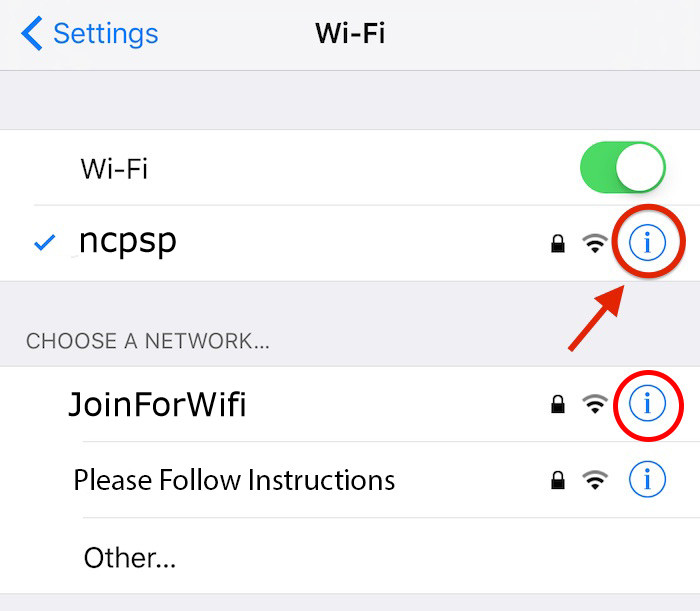 Settings
Wi-Fi
Wi-Fi
ncpsp
CHOOSE A NETWORK...
JoinForWifi
Please Follow Instructions
Other...